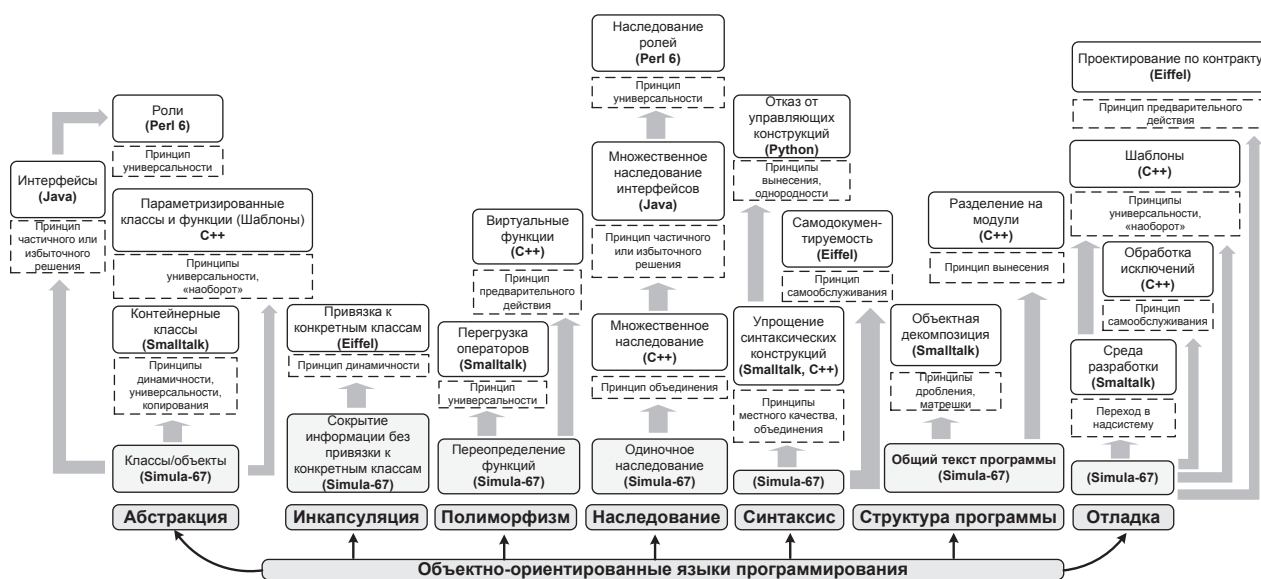 Роли
(Perl 6)
Принцип
универсальности
Интерфейсы
(Java)
Принцип
частичного или
избыточного
решения
Параметризированные
классы и функции (Шаблоны)
C++
Принципы
универсальности,
«наоборот»
Контейнерные
классы
(Smalltalk)
Принципы
динамичности,
универсальности,
копирования
Классы/объекты
(Simula-67)
Абстракция
Привязка к
конкретным классам
(Eiffel)
Принцип динамичности
Сокрытие
информации без
привязки к
конкретным классам
(Simula-67)
Инкапсуляция
Виртуальные
функции
(C++)
Принцип
предварительного
действия
Перегрузка
операторов
(Smalltalk)
Принцип
универсальности
Переопределение
функций
(Simula-67)
Полиморфизм
Наследование
ролей
(Perl 6)
Принцип
универсальности
Множественное
наследование
интерфейсов
(Java)
Принцип частичного
или избыточного
решения
Множественное
наследование
(C++)
Принцип объединения
Одиночное
наследование
(Simula-67)
Наследование
Отказ от
управляющих
конструкций
(Python)
Принципы
вынесения,
однородности
Самодокумен-
тируемость
(Eiffel)
Принцип
самообслуживания
Упрощение
синтаксических
конструкций
(Smalltalk, C++)
Принципы
местного качества,
объединения
(Simula-67)
Синтаксис
Разделение на
модули
(C++)
Принцип вынесения
Объектная
декомпозиция
(Smalltalk)
Принципы
дробления,
матрешки
Общий текст программы
(Simula-67)
Структура программы
Проектирование по контракту
(Eiffel)
Принцип предварительного
действия
Шаблоны
(C++)
Принципы
универсальности,
«наоборот»
Обработка
исключений
(C++)
Принцип
самообслуживания
Среда
разработки
(Smaltalk)
Переход в
надсистему
(Simula-67)
Отладка
Объектно-ориентированные языки программирования